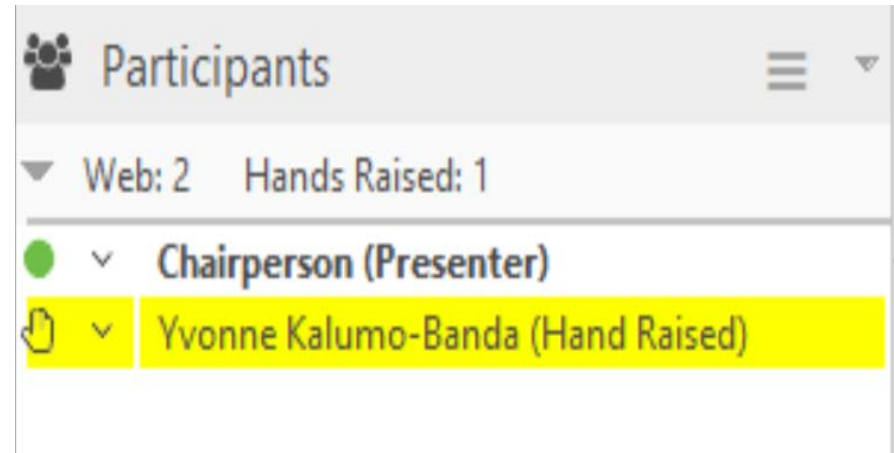 Participants
Web: 2 Hands Raised: 1
Chairperson (Presenter)
Yvonne Kalumo-Banda (Hand Raised)